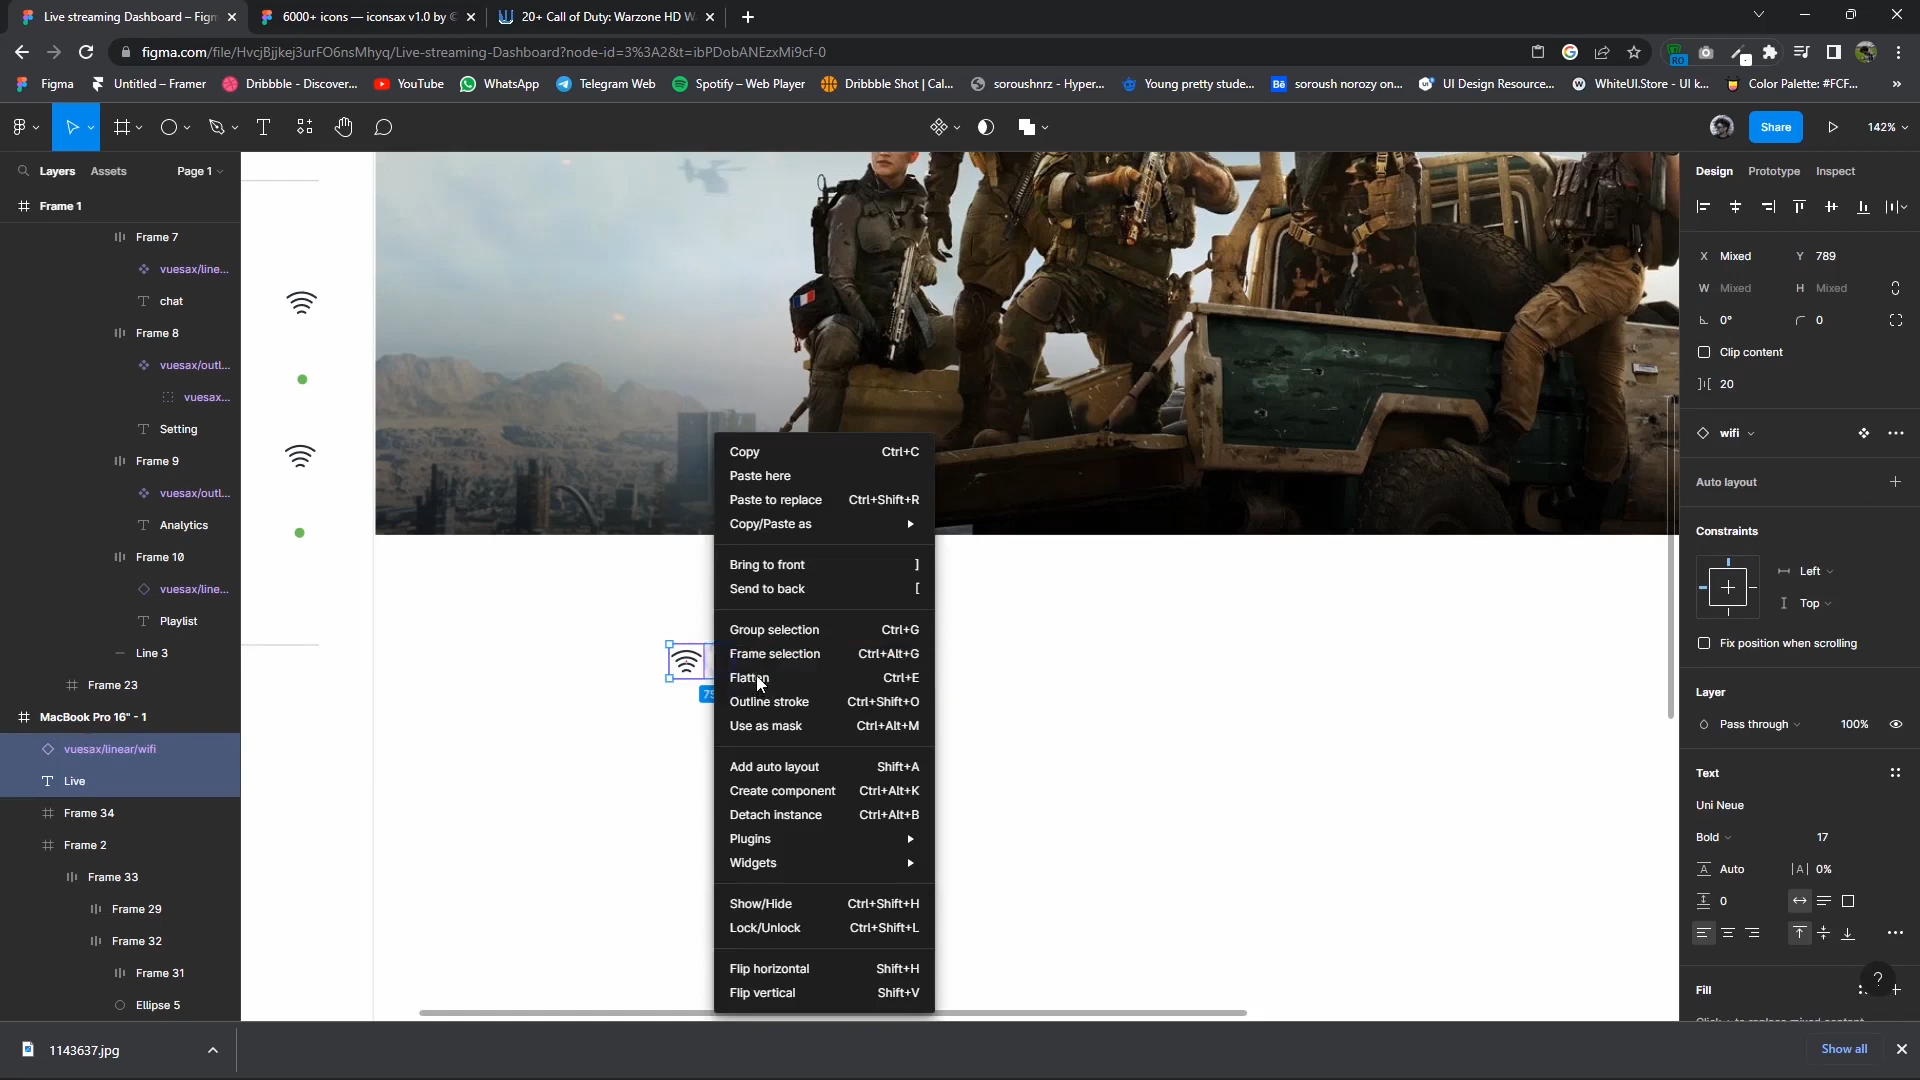 Live streaming Dashboard – Figm
6000+ icons — iconsax v1.0 by
20+ Call of Duty: Warzone HD W
figma.com/file/HvcjBjjkej3urFO6nsMhyq/Live-streaming-Dashboard?node-id=3%3A2&t=ibPDobANEzxMi9cf-0
RO
Figma
Untitled – Framer
Dribbble - Discover...
YouTube
WhatsApp
Telegram Web
Spotify – Web Player
Dribbble Shot | Cal...
soroushnrz - Hyper...
Young pretty stude...
Bē soroush norozy on...
UI Design Resource...
WhiteUI.Store - UI k...
Color Palette: #FCF...
»
Share
142%
Layers
Assets
Page 1
Frame 1
Frame 7
vuesax/line...
chat
Frame 8
vuesax/outl...
vuesax...
Setting
Frame 9
vuesax/outl...
Analytics
Frame 10
vuesax/line...
Playlist
Line 3
Frame 23
MacBook Pro 16" - 1
vuesax/linear/wifi
Live
Frame 34
Frame 2
Frame 33
Frame 29
Frame 32
Frame 31
Ellipse 5
Copy Ctrl+C
Paste here
Paste to replace Ctrl+Shift+R
Copy/Paste as
Bring to front ]
Send to back [
Group selection Ctrl+G
Frame selection Ctrl+Alt+G
Flatten Ctrl+E
Outline stroke Ctrl+Shift+O
Use as mask Ctrl+Alt+M
Add auto layout Shift+A
Create component Ctrl+Alt+K
Detach instance Ctrl+Alt+B
Plugins
Widgets
Show/Hide Ctrl+Shift+H
Lock/Unlock Ctrl+Shift+L
Flip horizontal Shift+H
Flip vertical Shift+V
Design Prototype Inspect
X Mixed Y 789
W Mixed H Mixed
0° 0
Clip content
20
wifi
Auto layout
Constraints
Left
Top
Fix position when scrolling
Layer
Pass through 100%
Text
Uni Neue
Bold 17
Auto 0%
0
Fill
?
1143637.jpg
Show all